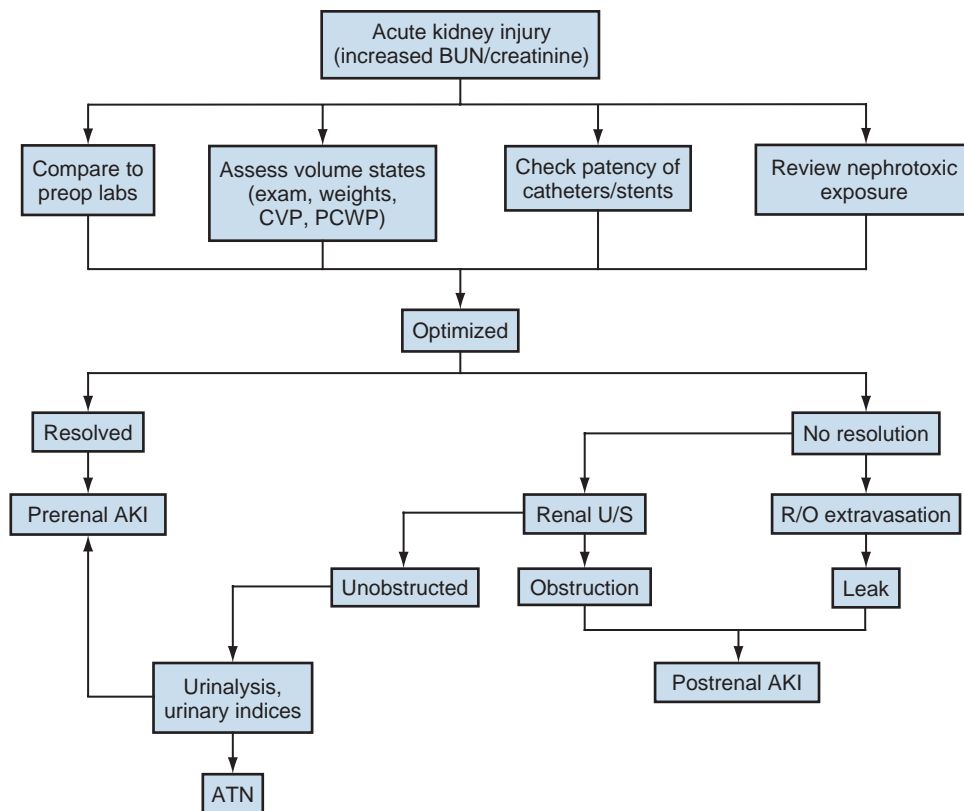 Acute kidney injury
(increased BUN/creatinine)
Compare to
preop labs
Assess volume states
(exam, weights,
CVP, PCWP)
Check patency of
catheters/stents
Review nephrotoxic
exposure
Optimized
Resolved
No resolution
Prerenal AKI
Renal U/S
R/O extravasation
Unobstructed
Obstruction
Leak
Urinalysis,
urinary indices
Postrenal AKI
ATN